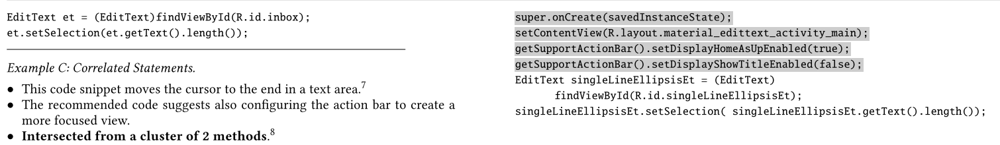 EditText et = (EditText)findViewById(R.id.inbox);
et.setSelection(et.getText().length());
Example C: Correlated Statements.
• This code snippet moves the cursor to the end in a text area.7
• The recommended code suggests also configuring the action bar to create a
more focused view.
• Intersected from a cluster of 2 methods.8
super.onCreate(savedInstanceState);
setContentView(R.layout.material_edittext_activity_main);
getSupportActionBar().setDisplayHomeAsUpEnabled(true);
getSupportActionBar().setDisplayShowTitleEnabled(false);
EditText singleLineEllipsisEt = (EditText)
findViewById(R.id.singleLineEllipsisEt);
singleLineEllipsisEt.setSelection( singleLineEllipsisEt.getText().length());